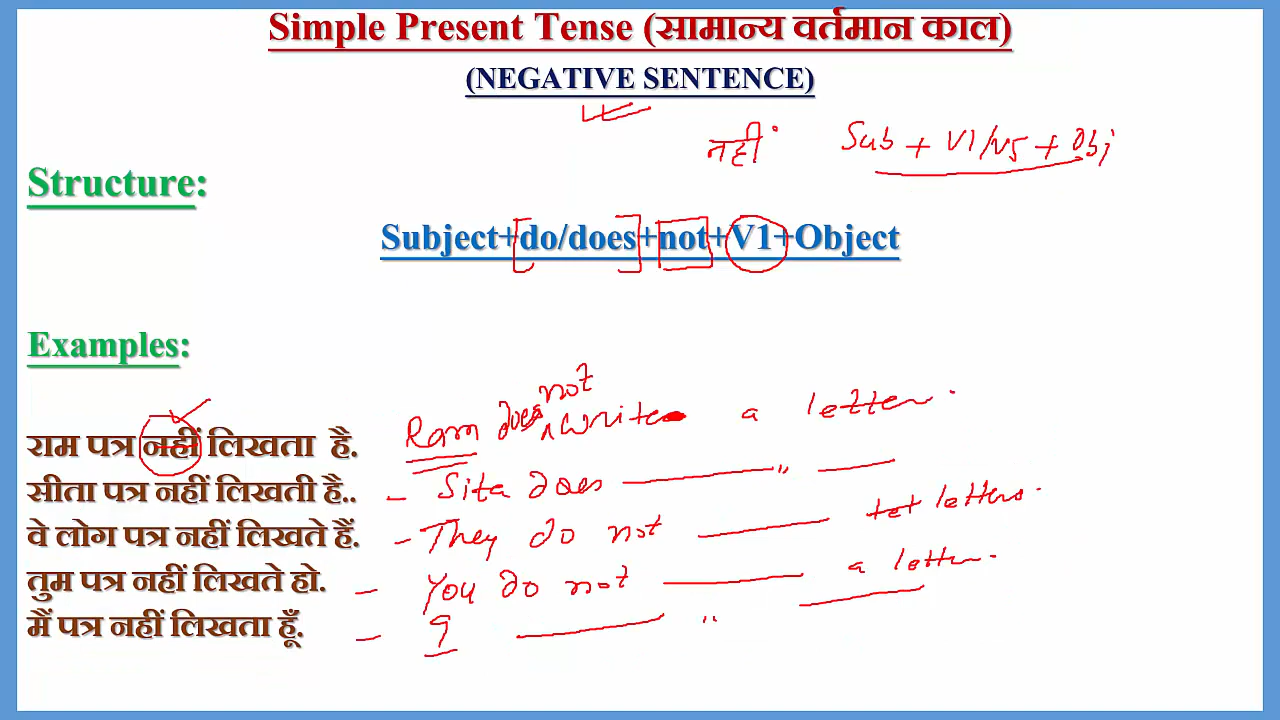 Simple Present Tense (सामान्य वर्तमान काल)
(NEGATIVE SENTENCE)
नहीं Sub + V1/V5 + Obj
Structure:
Subject+do/does+not+V1+Object
Examples:
राम पत्र नहीं लिखता है. Ram does not write a letter.
सीता पत्र नहीं लिखती है.. - Sita does " 
वे लोग पत्र नहीं लिखते हैं. - They do not letters.
तुम पत्र नहीं लिखते हो. - You do not a letter.
मैं पत्र नहीं लिखता हूँ. - I "